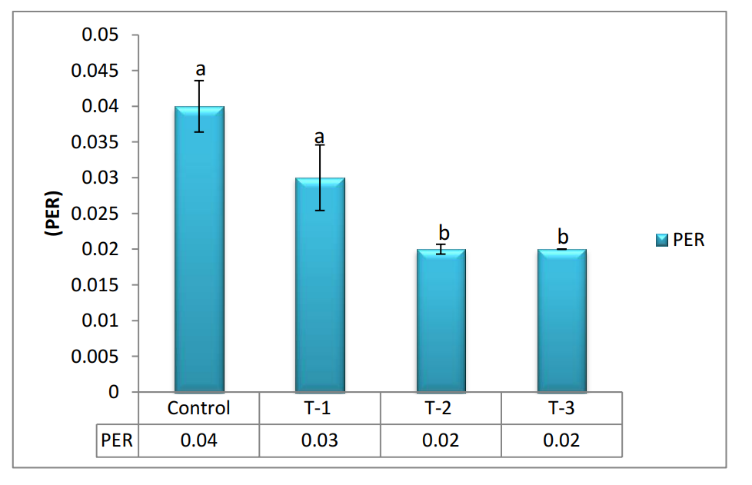 0.05
0.045
a
0.04
0.035
a
0.03
(PER)
0.025
b
b
PER
0.02
0.015
0.01
0.005
0
Control T-1 T-2 T-3
PER 0.04 0.03 0.02 0.02